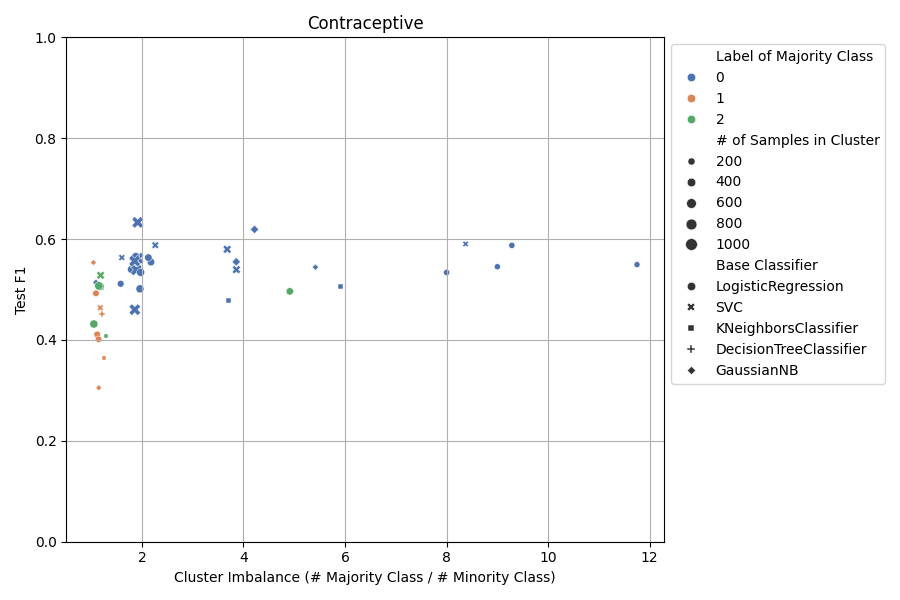 Contraceptive
Test F1
1.0
0.8
0.6
0.4
0.2
0.0
2
4
6
8
10
12
Cluster Imbalance (# Majority Class / # Minority Class)
Label of Majority Class
0
1
2
# of Samples in Cluster
200
400
600
800
1000
Base Classifier
LogisticRegression
SVC
KNeighborsClassifier
DecisionTreeClassifier
GaussianNB